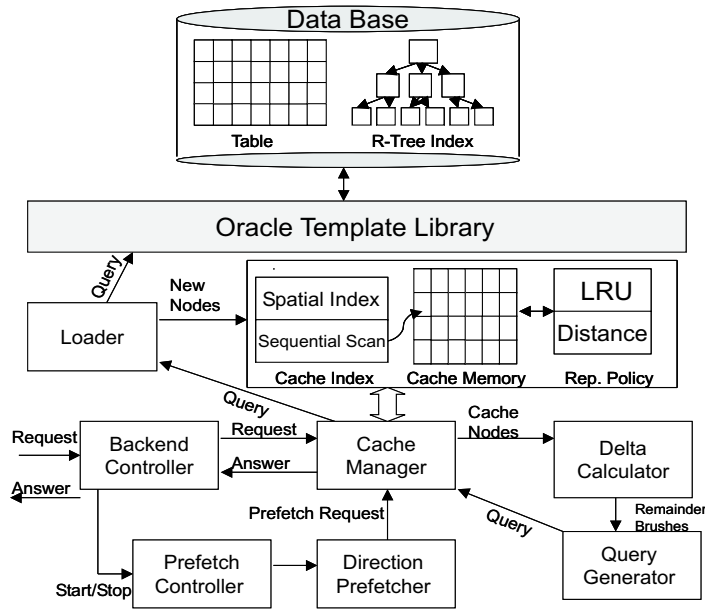 Data Base
Table
R-Tree Index
Oracle Template Library
Query
New
Nodes
Loader
Spatial Index
Sequential Scan
LRU
Distance
Cache Index
Cache Memory
Rep. Policy
Query
Request
Backend
Controller
Request
Answer
Cache
Manager
Cache
Nodes
Delta
Calculator
Answer
Prefetch Request
Query
Remainder
Brushes
Start/Stop
Prefetch
Controller
Direction
Prefetcher
Query
Generator